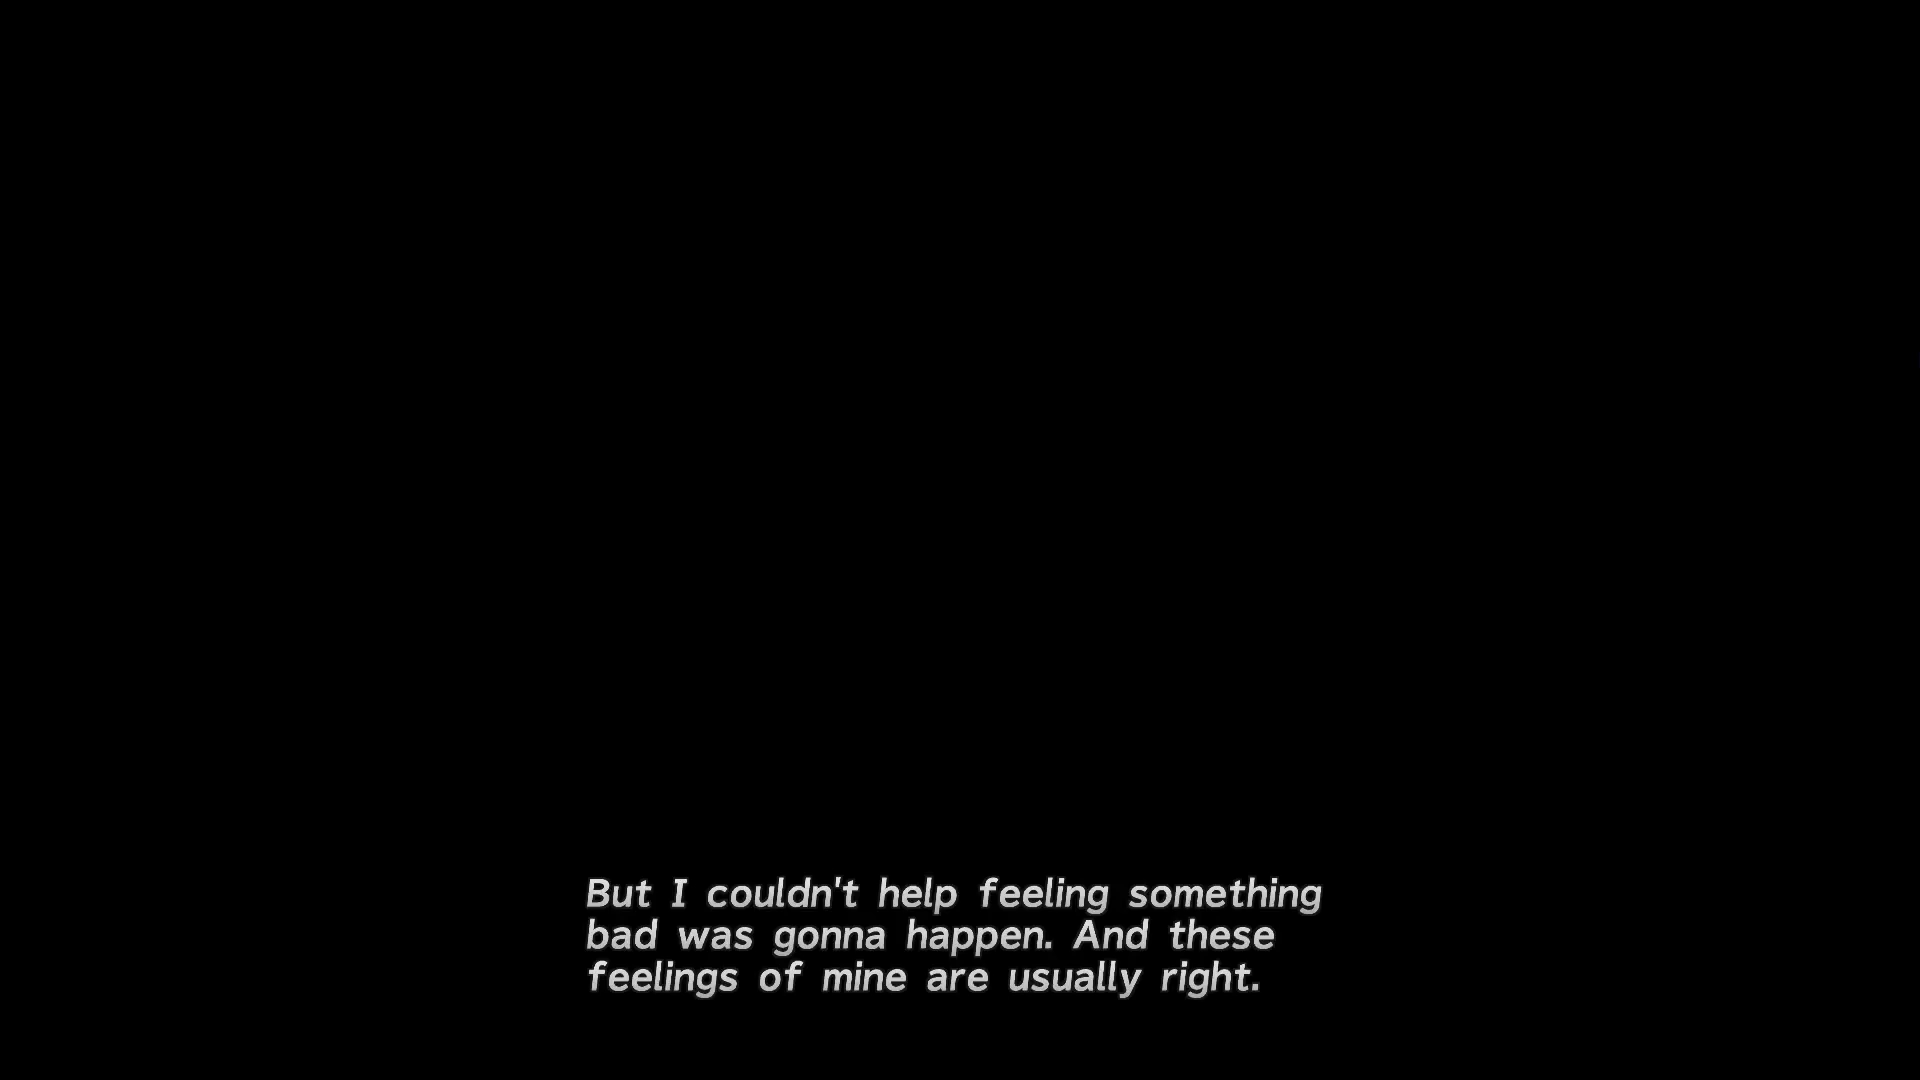 But I couldn't help feeling something
bad was gonna happen. And these
feelings of mine are usually right.